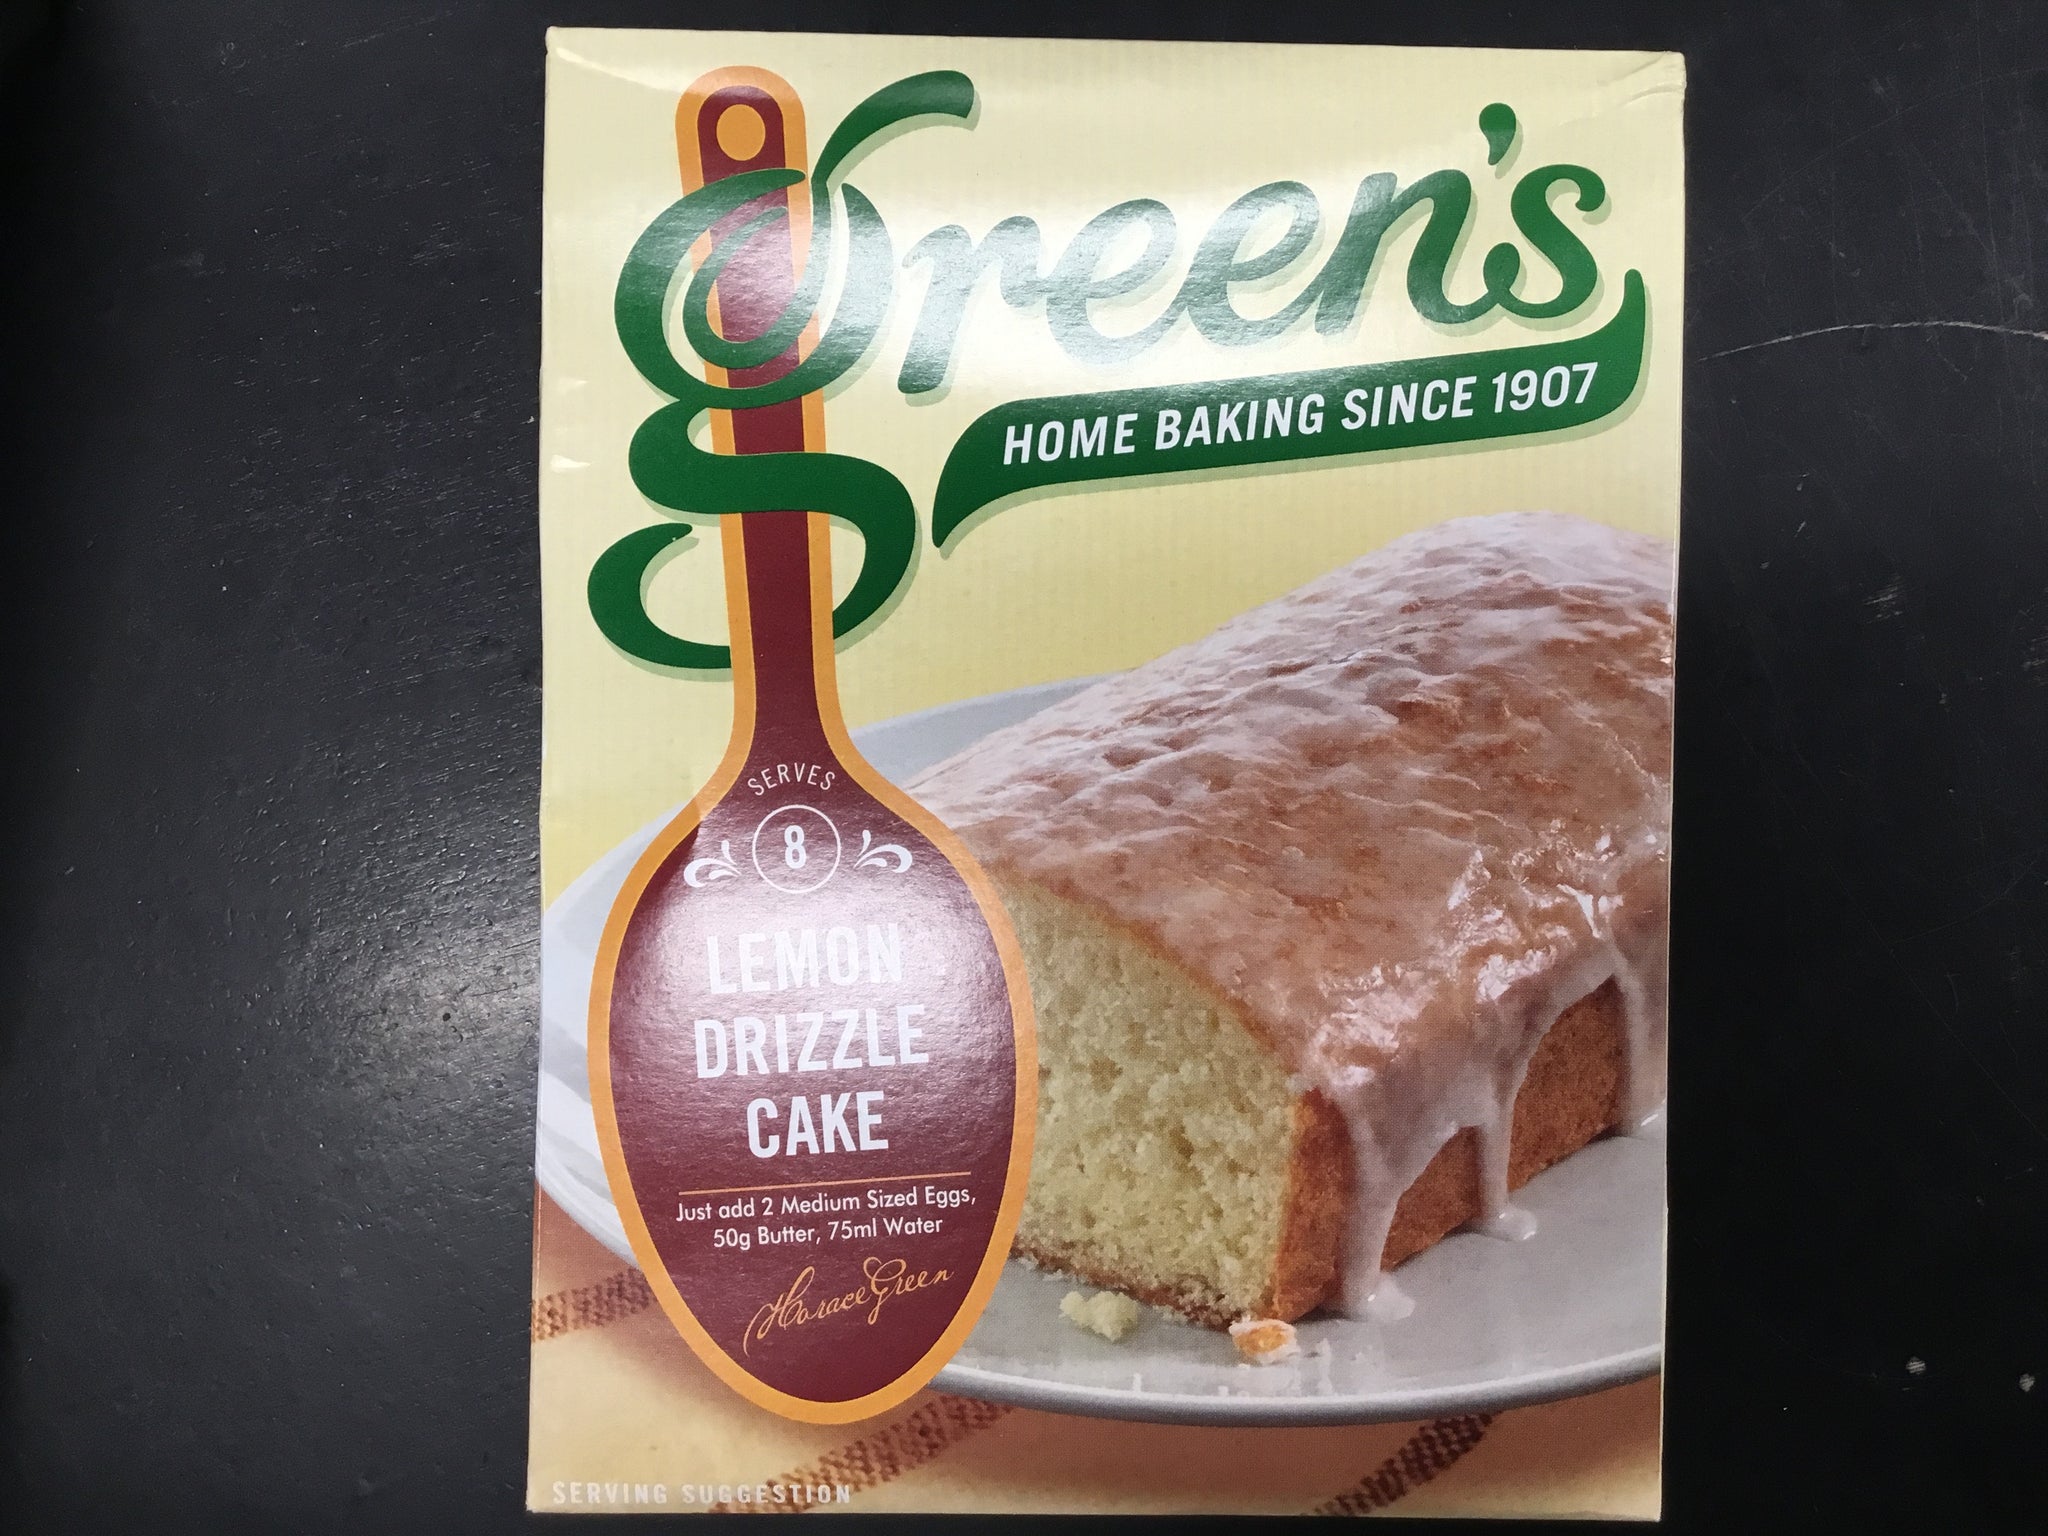 Green's
HOME BAKING SINCE 1907
SERVES
8
LEMON
DRIZZLE
CAKE
Just add 2 Medium Sized Eggs,
50g Butter, 75ml Water
Horace Green
SERVING SUGGESTION